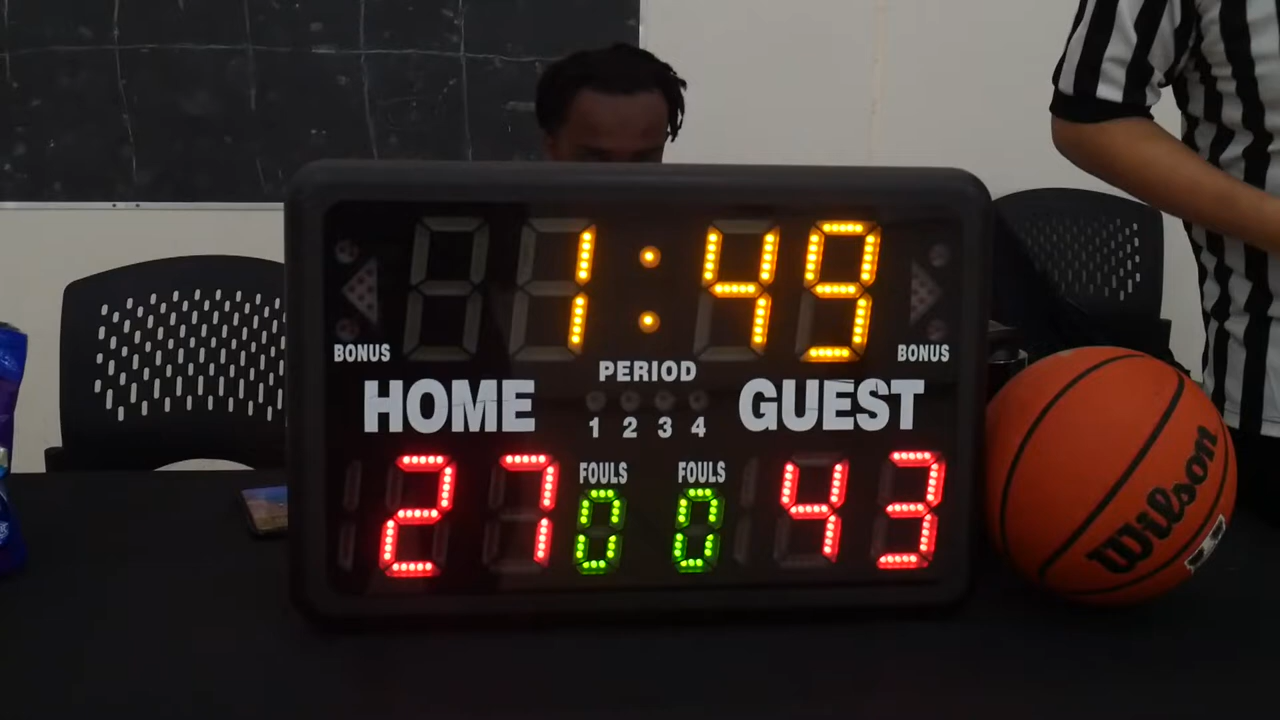 1:49
BONUS PERIOD BONUS
HOME GUEST
1 2 3 4
FOULS FOULS
27 0 0 43
Wilson